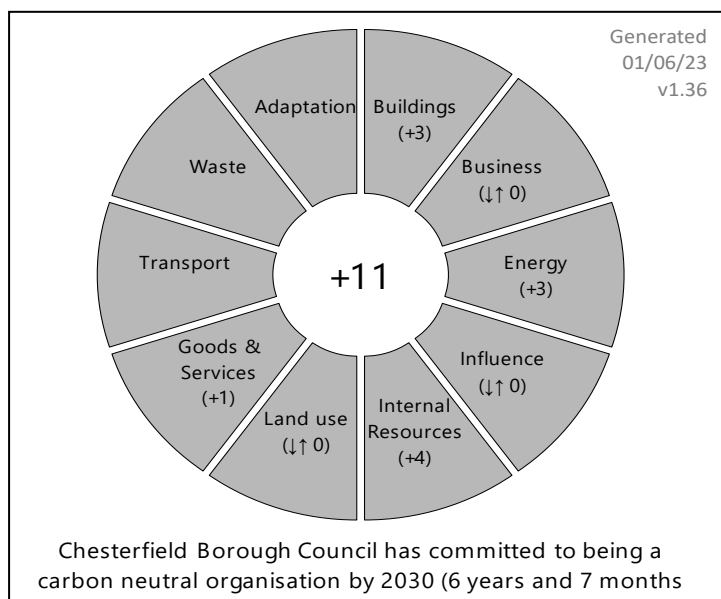 Generated
01/06/23
v1.36
Adaptation
Buildings
(+3)
Waste
Business
(↓↑ 0)
Transport
+11
Energy
(+3)
Goods &
Services
(+1)
Influence
(↓↑ 0)
Land use
(↓↑ 0)
Internal
Resources
(+4)
Chesterfield Borough Council has committed to being a
carbon neutral organisation by 2030 (6 years and 7 months